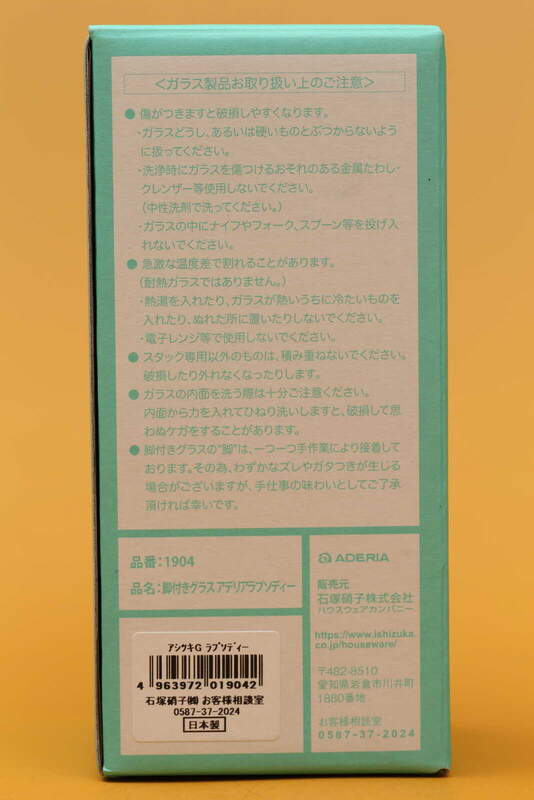 ＜ガラス製品お取り扱い上のご注意＞
● 傷がつきますと破損しやすくなります。
・ガラスどうし、あるいは硬いものとぶつからないよう
に扱ってください。
・洗浄時にガラスを傷つけるおそれのある金属たわし・
クレンザー等使用しないでください。
（中性洗剤で洗ってください。）
・ガラスの中にナイフやフォーク、スプーン等を投げ入
れないでください。
● 急激な温度差で割れることがあります。
（耐熱ガラスではありません。）
・熱湯を入れたり、ガラスが熱いうちに冷たいものを
入れたり、ぬれた所に置いたりしないでください。
・電子レンジ等で使用しないでください。
● スタック専用以外のものは、積み重ねないでください。
破損したり外れなくなったりします。
● ガラスの内面を洗う際は十分ご注意ください。
内面から力を入れてひねり洗いしますと、破損して思
わぬケガをすることがあります。
● 脚付きグラスの“脚”は、一つ一つ手作業により接着して
おります。その為、わずかなズレやガタつきが生じる
場合がございますが、手仕事の味わいとしてご了承
頂ければ幸いです。
品番：1904
品名：脚付きグラス アデリアラプソディー
アシツキG ラプソディー
4 963972 019042
石塚硝子㈱ お客様相談室
0587-37-2024
日本製
ADERIA
販売元
石塚硝子株式会社
ハウスウェアカンパニー
https://www.ishizuka.
co.jp/houseware/
〒482-8510
愛知県岩倉市川井町
1880番地
お客様相談室
0587-37-2024